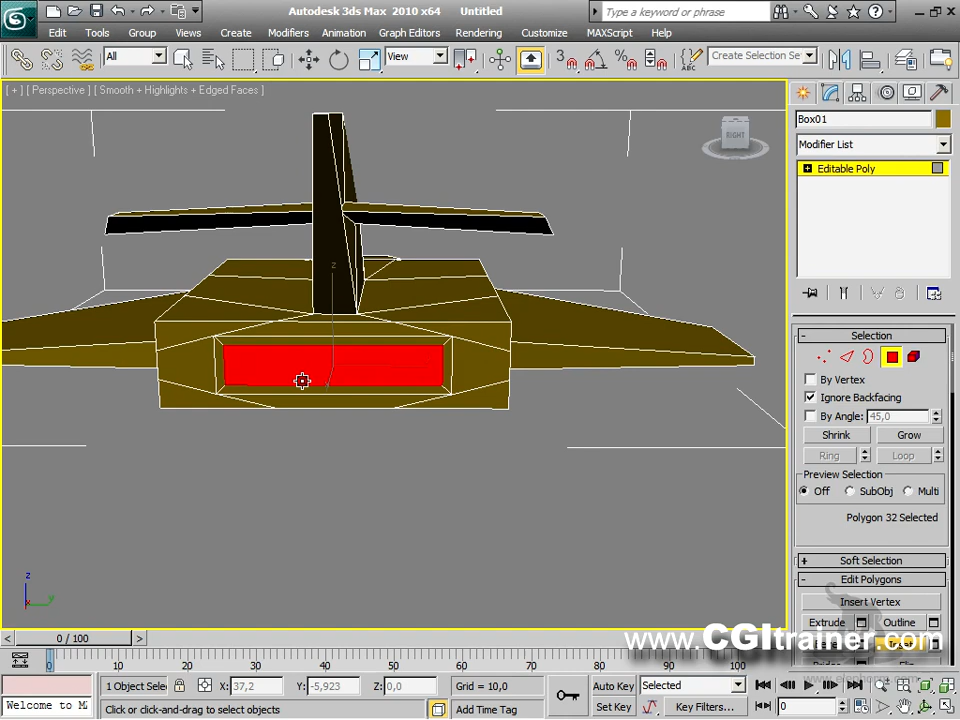 Autodesk 3ds Max 2010 x64 Untitled
Type a keyword or phrase
Edit Tools Group Views Create Modifiers Animation Graph Editors Rendering Customize MAXScript Help
All
View
3
Create Selection Se
[ + ] [ Perspective ] [ Smooth + Highlights + Edged Faces ]
RIGHT
Box01
Modifier List
Editable Poly
z
Selection
By Vertex
Ignore Backfacing
By Angle: 45,0
Shrink Grow
Ring Loop
Preview Selection
Off SubObj Multi
Polygon 32 Selected
Soft Selection
Edit Polygons
Insert Vertex
Extrude Outline
z
y
x
www.CGItrainer.com
0 / 100
0 10 20 30 40 50 60 70 80 90 100
1 Object Selec
X: 37,2 Y: -5,923 Z: 0,0
Grid = 10,0
Auto Key Selected
Welcome to M
Click or click-and-drag to select objects
Add Time Tag
Set Key Key Filters...
0